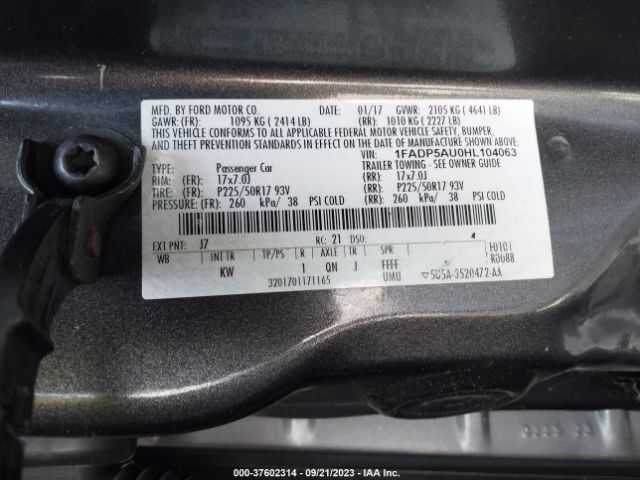 MFD. BY FORD MOTOR CO. DATE: 01/17 GVWR: 2105 KG ( 4641 LB)
GAWR: (FR): 1095 KG ( 2414 LB) (RR): 1010 KG ( 2227 LB)
THIS VEHICLE CONFORMS TO ALL APPLICABLE FEDERAL MOTOR VEHICLE SAFETY, BUMPER,
AND THEFT PREVENTION STANDARDS IN EFFECT ON THE DATE OF MANUFACTURE SHOWN ABOVE.
VIN: 1FADP5AU0HL104063
TYPE: Passenger Car TRAILER TOWING - SEE OWNER GUIDE
RIM: (FR): 17x7.0J (RR): 17x7.0J
TIRE: (FR): P225/50R17 93V (RR): P225/50R17 93V
PRESSURE: (FR): 260 kPa/ 38 PSI COLD (RR): 260 kPa/ 38 PSI COLD
EXT PNT: J7 RC: 21 DSO: F0101
WB INT TR TP/PS R AXLE TR SPR R0088
KW 1 QN J FFFF
3201701171165 UMU
000-37602314 - 09/21/2023 - IAA Inc.